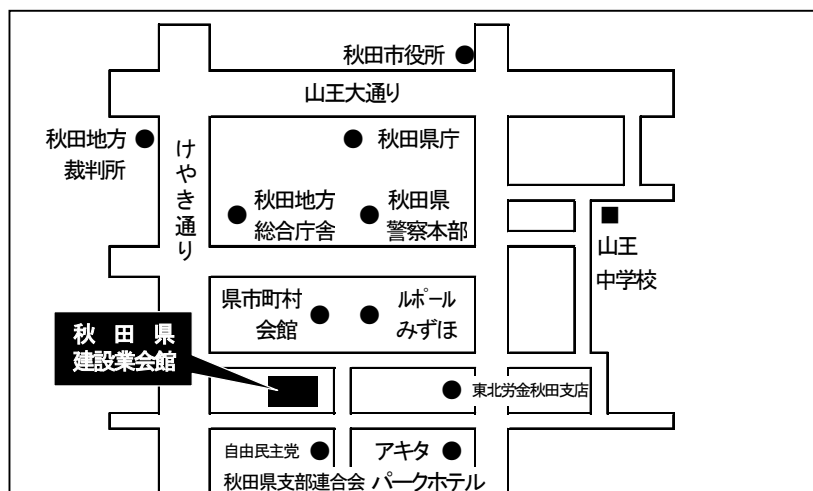 秋田市役所
山王大通り
秋田地方
裁判所
けやき通り
秋田県庁
秋田地方
総合庁舎
秋田県
警察本部
山王
中学校
県市町村
会館
ルポール
みずほ
秋田県
建設業会館
東北労金秋田支店
自由民主党
秋田県支部連合会
アキタ
パークホテル